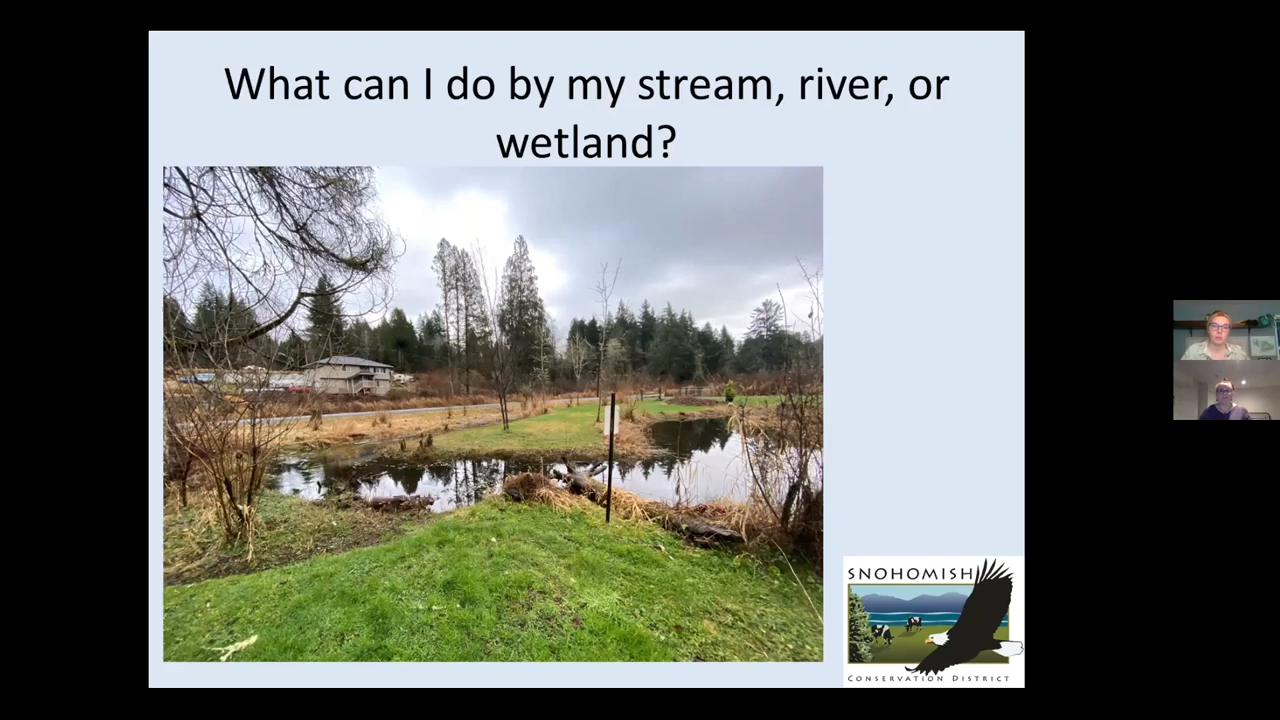 What can I do by my stream, river, or
wetland?
SNOHOMISH
CONSERVATION DISTRICT